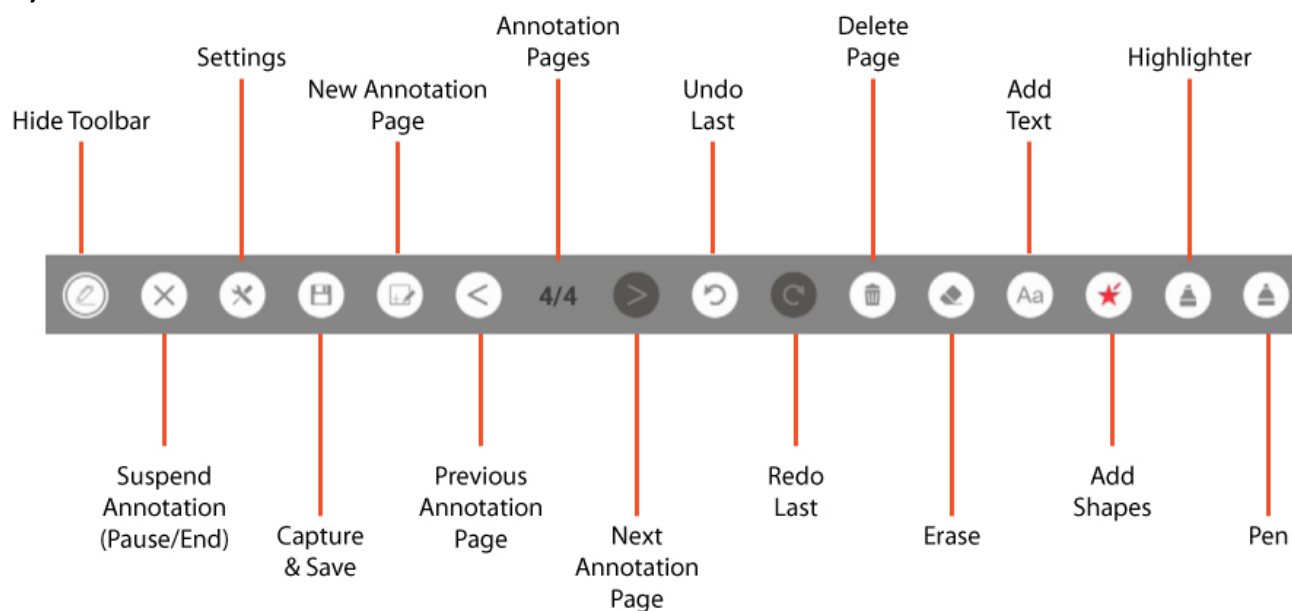 Annotation
Pages
Delete
Page
Settings
Highlighter
New Annotation
Page
Undo
Last
Add
Text
Hide Toolbar
4/4
Aa
Suspend
Annotation
(Pause/End)
Previous
Annotation
Page
Redo
Last
Add
Shapes
Capture
& Save
Next
Annotation
Page
Erase
Pen